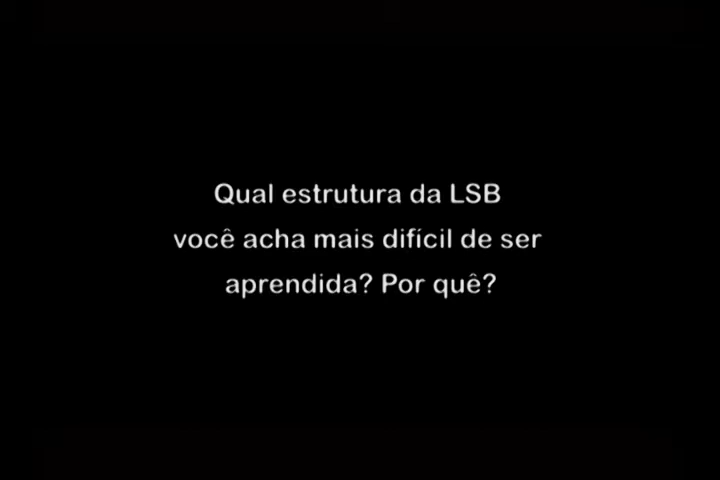 Qual estrutura da LSB
você acha mais difícil de ser
aprendida? Por quê?